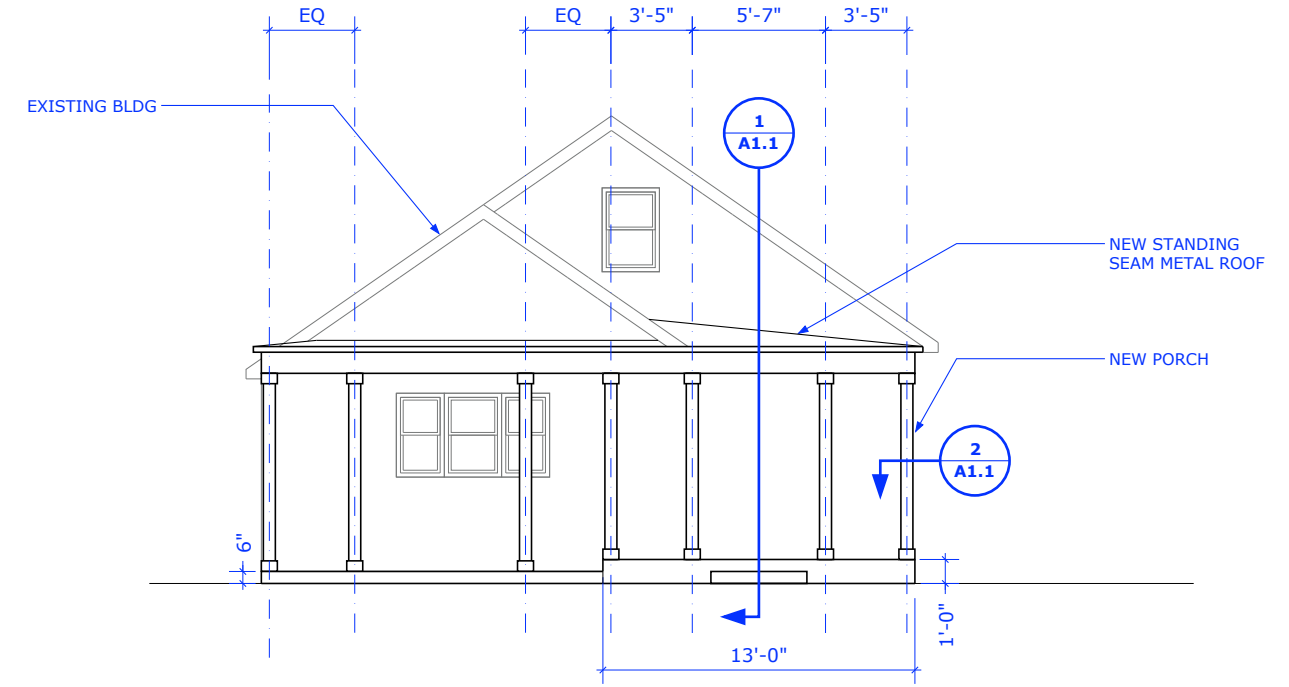 EQ
EQ
3'-5"
5'-7"
3'-5"
EXISTING BLDG
1
A1.1
NEW STANDING
SEAM METAL ROOF
NEW PORCH
2
A1.1
6"
1'-0"
13'-0"